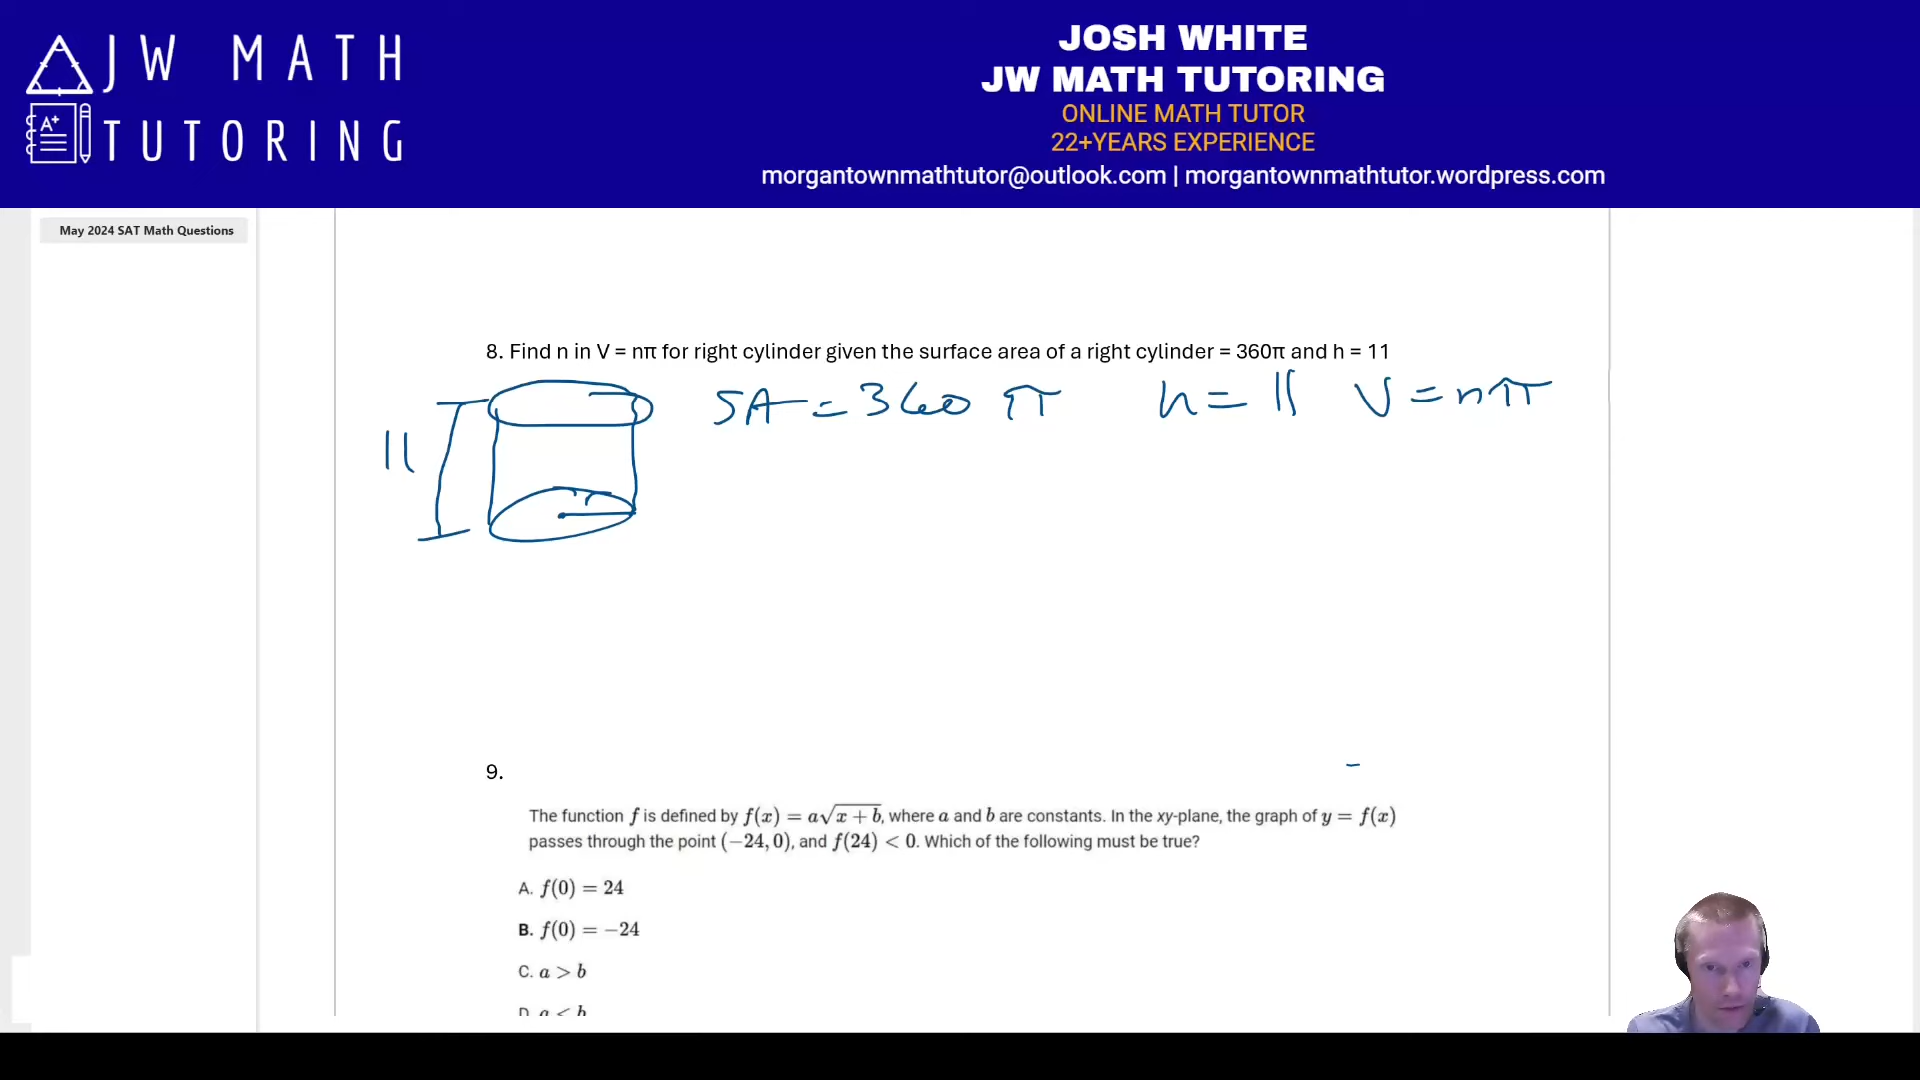 JW MATH
A+
TUTORING
JOSH WHITE
JW MATH TUTORING
ONLINE MATH TUTOR
22+YEARS EXPERIENCE
morgantownmathtutor@outlook.com | morgantownmathtutor.wordpress.com
May 2024 SAT Math Questions
8. Find n in V = nπ for right cylinder given the surface area of a right cylinder = 360π and h = 11
SA = 360 π h = 11 V = nπ
11
r
9.
The function f is defined by f(x) = a√(x + b), where a and b are constants. In the xy-plane, the graph of y = f(x)
passes through the point (−24, 0), and f(24) < 0. Which of the following must be true?
A. f(0) = 24
B. f(0) = −24
C. a > b
D. a < b